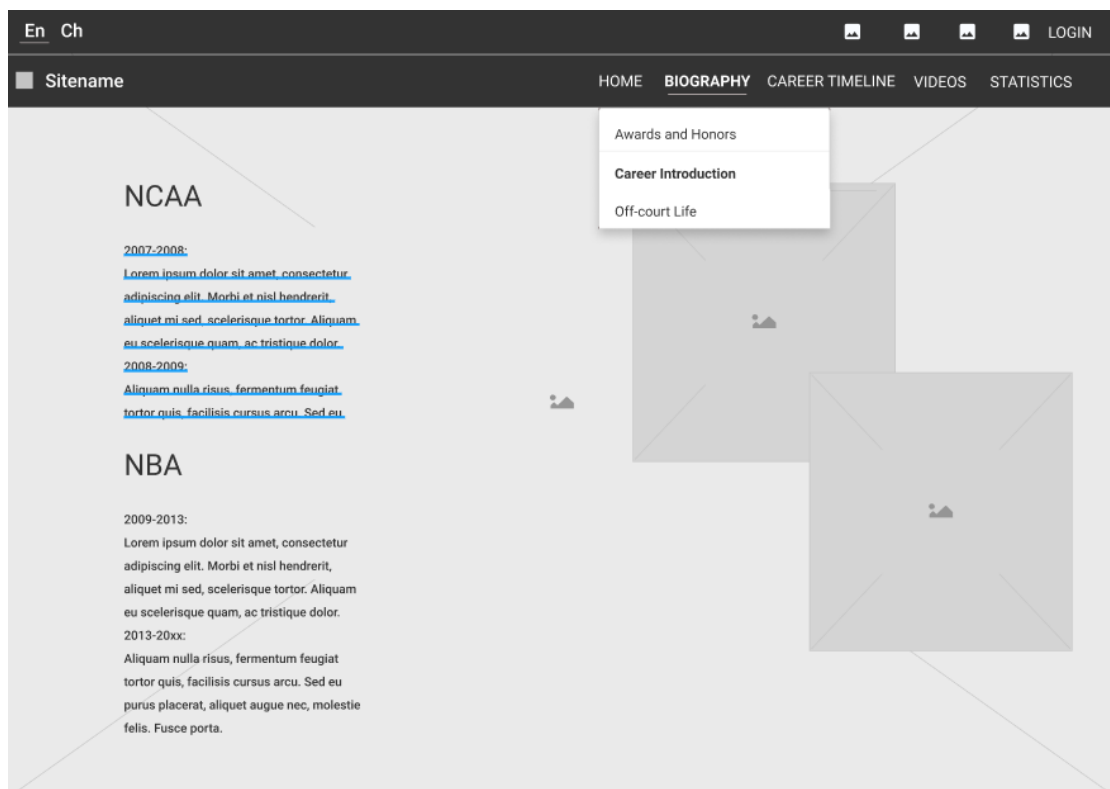 En Ch
LOGIN
Sitename
HOME BIOGRAPHY CAREER TIMELINE VIDEOS STATISTICS
Awards and Honors
Career Introduction
Off-court Life
NCAA
2007-2008:
Lorem ipsum dolor sit amet, consectetur
adipiscing elit. Morbi et nisl hendrerit,
aliquet mi sed, scelerisque tortor. Aliquam
eu scelerisque quam, ac tristique dolor.
2008-2009:
Aliquam nulla risus, fermentum feugiat
tortor quis, facilisis cursus arcu. Sed eu
NBA
2009-2013:
Lorem ipsum dolor sit amet, consectetur
adipiscing elit. Morbi et nisl hendrerit,
aliquet mi sed, scelerisque tortor. Aliquam
eu scelerisque quam, ac tristique dolor.
2013-20xx:
Aliquam nulla risus, fermentum feugiat
tortor quis, facilisis cursus arcu. Sed eu
purus placerat, aliquet augue nec, molestie
felis. Fusce porta.